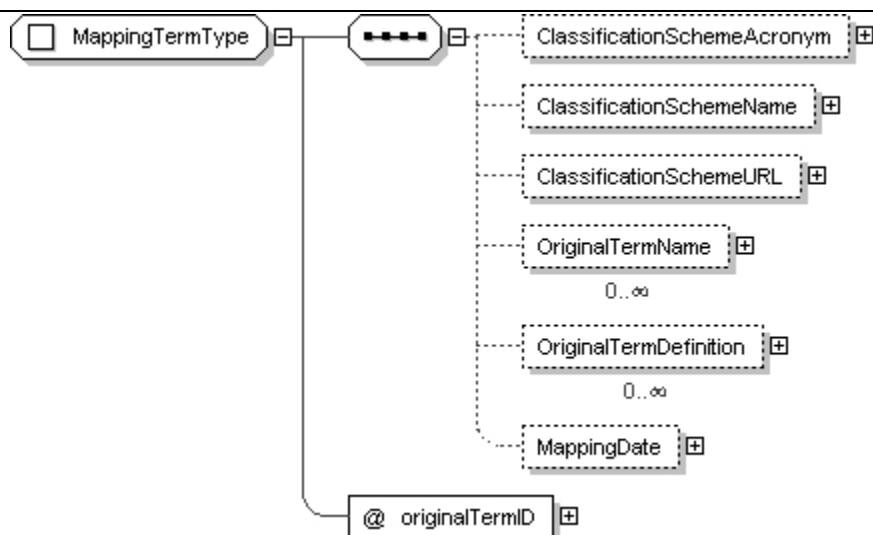 MappingTermType
ClassificationSchemeAcronym
ClassificationSchemeName
ClassificationSchemeURL
OriginalTermName
0..∞
OriginalTermDefinition
0..∞
MappingDate
@ originalTermID